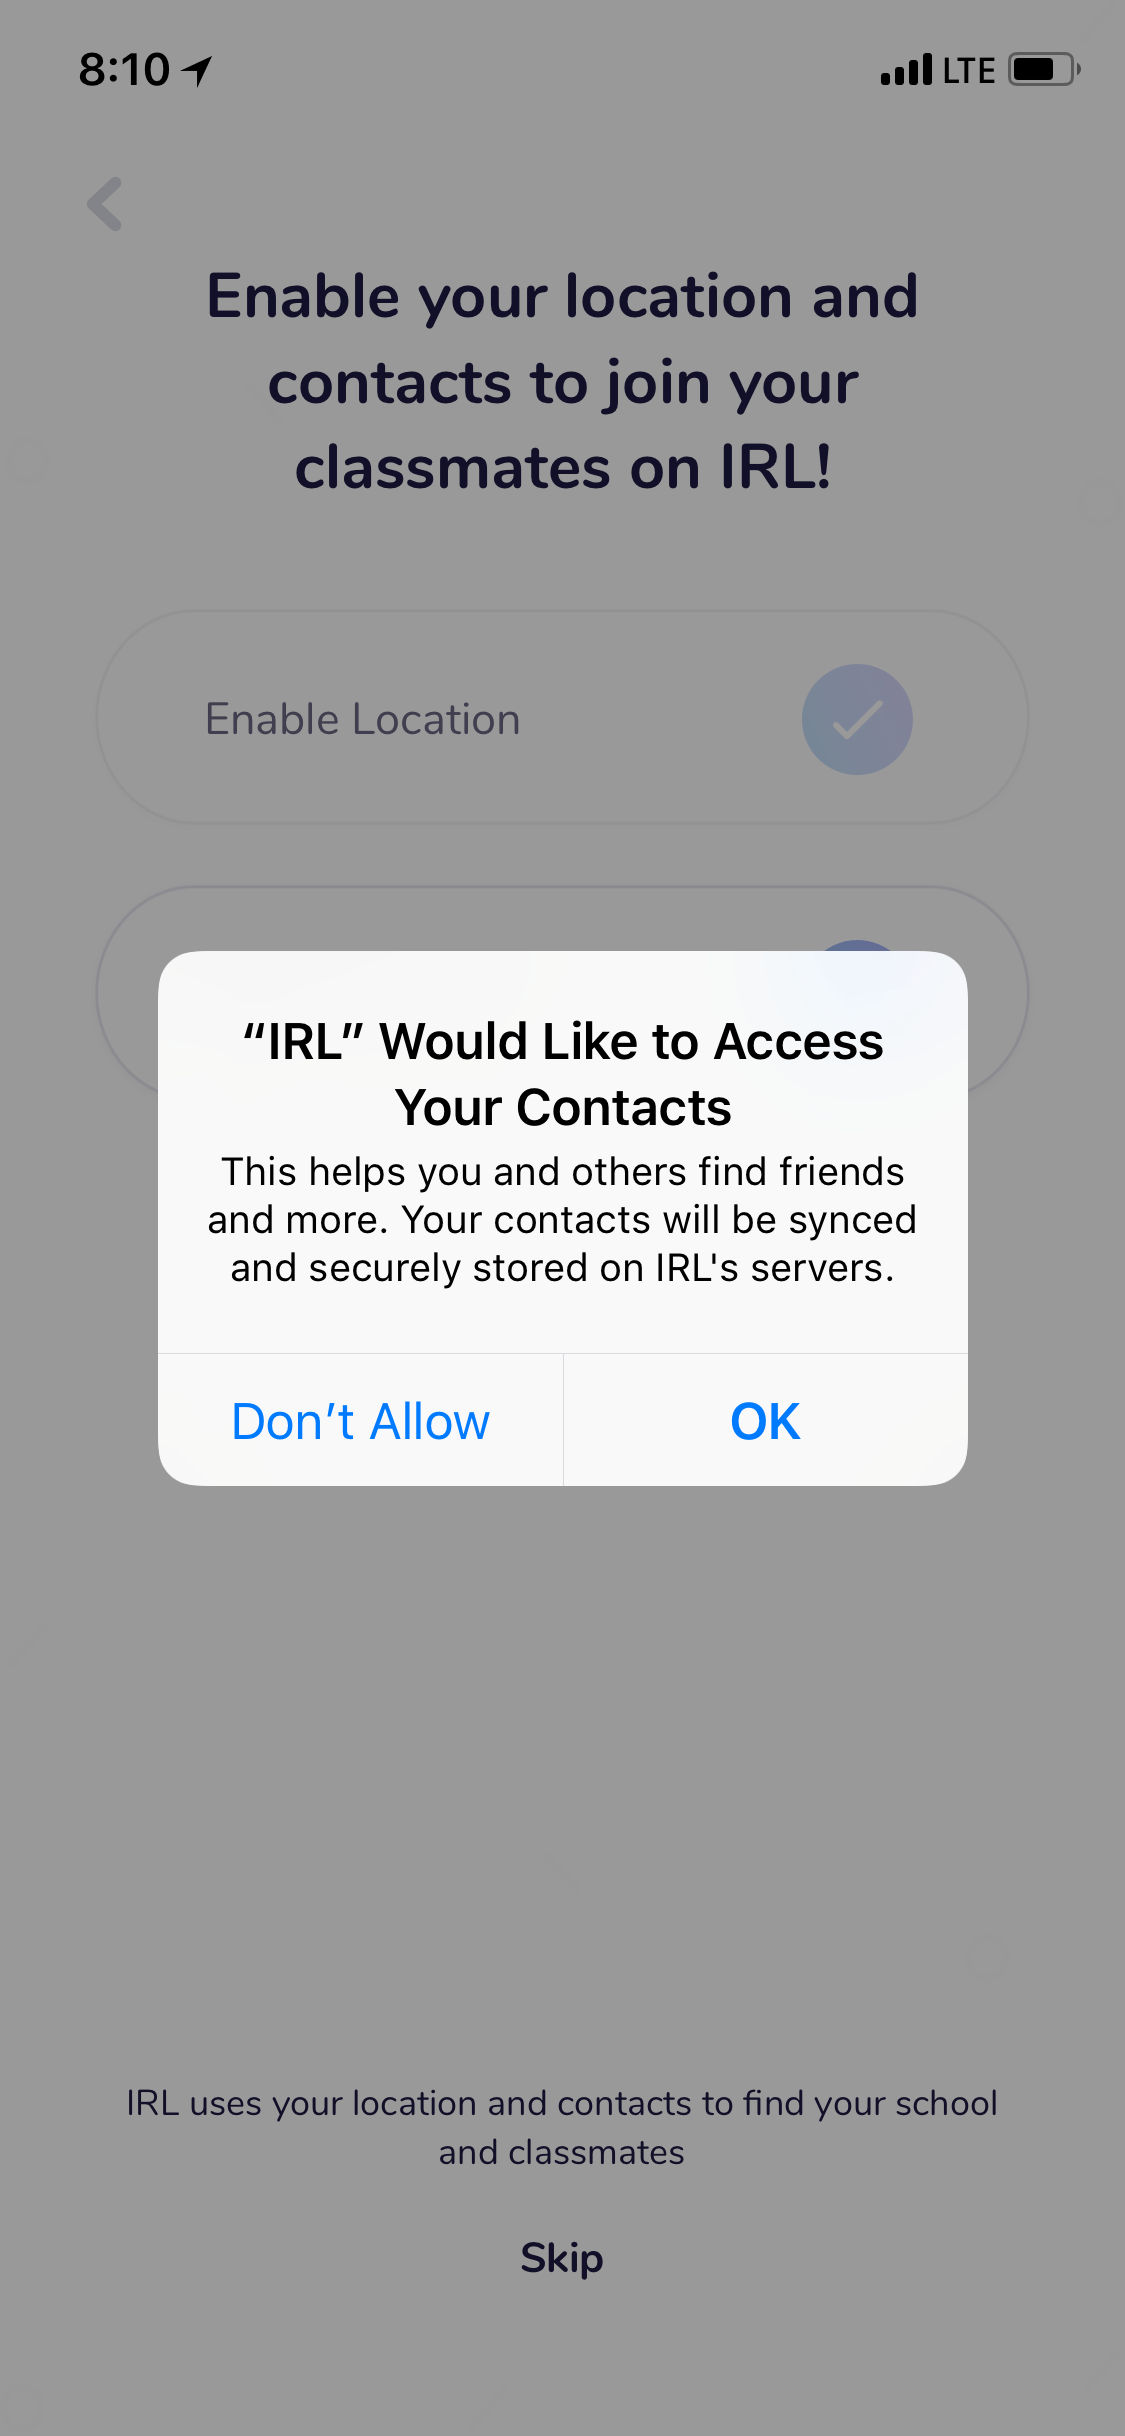 8:10
LTE
Enable your location and
contacts to join your
classmates on IRL!
Enable Location
“IRL” Would Like to Access
Your Contacts
This helps you and others find friends
and more. Your contacts will be synced
and securely stored on IRL's servers.
Don’t Allow
OK
IRL uses your location and contacts to find your school
and classmates
Skip